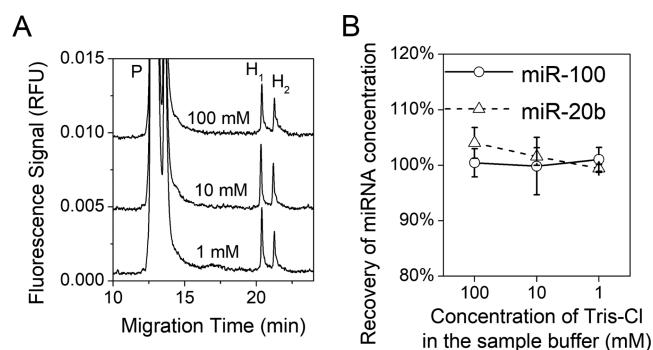 A
Fluorescence Signal (RFU)
0.015
0.010
0.005
0.000
P
H1
H2
100 mM
10 mM
1 mM
10
15
20
Migration Time (min)
B
Recovery of miRNA concentration
120%
110%
100%
90%
80%
miR-100
miR-20b
100
10
1
Concentration of Tris-Cl
in the sample buffer (mM)